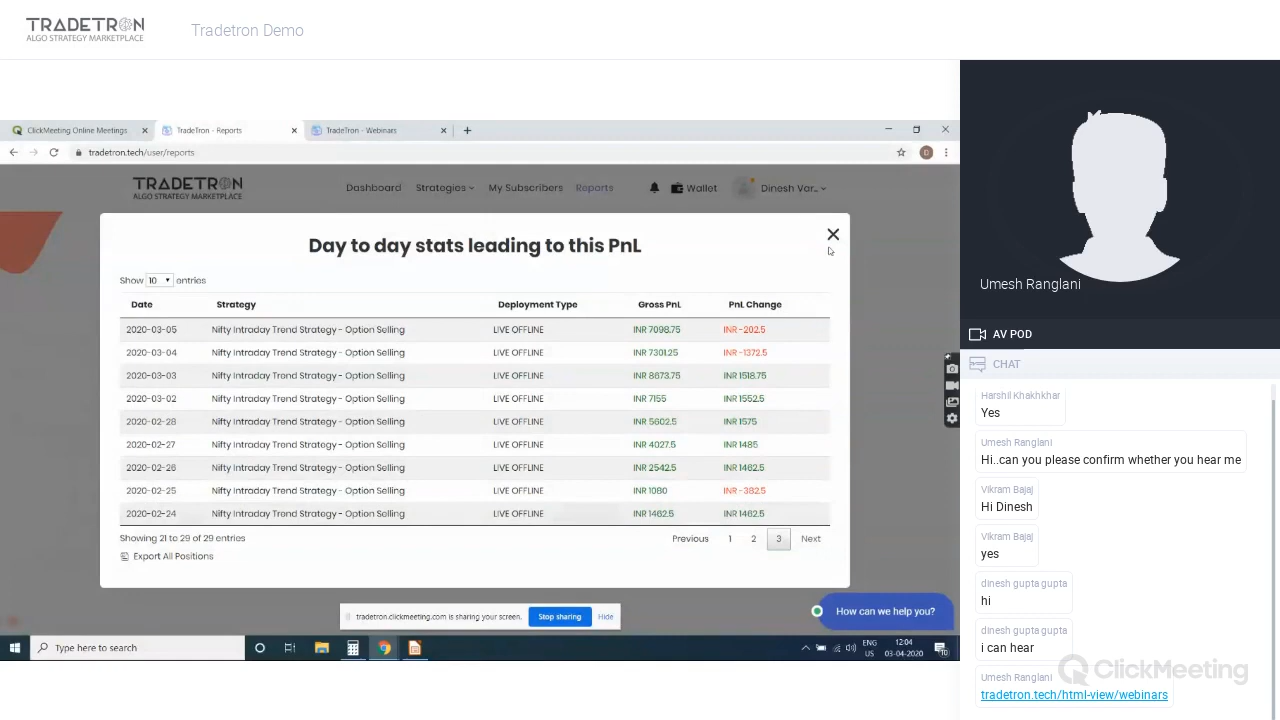 TRADETRON
ALGO STRATEGY MARKETPLACE
Tradetron Demo
ClickMeeting Online Meetings
TradeTron - Reports
TradeTron - Webinars
tradetron.tech/user/reports
D
TRADETRON
ALGO STRATEGY MARKETPLACE
Dashboard Strategies My Subscribers Reports Wallet Dinesh Var...
Day to day stats leading to this PnL
Show 10 entries
Date Strategy Deployment Type Gross PnL PnL Change
2020-03-05 Nifty Intraday Trend Strategy - Option Selling LIVE OFFLINE INR 7098.75 INR -202.5
2020-03-04 Nifty Intraday Trend Strategy - Option Selling LIVE OFFLINE INR 7301.25 INR -1372.5
2020-03-03 Nifty Intraday Trend Strategy - Option Selling LIVE OFFLINE INR 8673.75 INR 1518.75
2020-03-02 Nifty Intraday Trend Strategy - Option Selling LIVE OFFLINE INR 7155 INR 1552.5
2020-02-28 Nifty Intraday Trend Strategy - Option Selling LIVE OFFLINE INR 5602.5 INR 1575
2020-02-27 Nifty Intraday Trend Strategy - Option Selling LIVE OFFLINE INR 4027.5 INR 1485
2020-02-26 Nifty Intraday Trend Strategy - Option Selling LIVE OFFLINE INR 2542.5 INR 1462.5
2020-02-25 Nifty Intraday Trend Strategy - Option Selling LIVE OFFLINE INR 1080 INR -382.5
2020-02-24 Nifty Intraday Trend Strategy - Option Selling LIVE OFFLINE INR 1462.5 INR 1462.5
Showing 21 to 29 of 29 entries
Previous 1 2 3 Next
Export All Positions
tradetron.clickmeeting.com is sharing your screen. Stop sharing Hide
How can we help you?
Type here to search
ENG
US
12:04
03-04-2020
10
Umesh Ranglani
AV POD
CHAT
Harshil Khakhkhar
Yes
Umesh Ranglani
Hi..can you please confirm whether you hear me
Vikram Bajaj
Hi Dinesh
Vikram Bajaj
yes
dinesh gupta gupta
hi
dinesh gupta gupta
i can hear
Umesh Ranglani
tradetron.tech/html-view/webinars
ClickMeeting